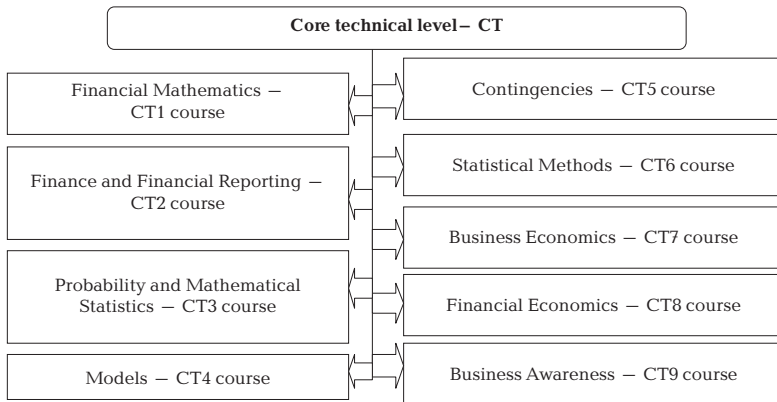 Core technical level – CT
Financial Mathematics –
CT1 course
Finance and Financial Reporting –
CT2 course
Probability and Mathematical
Statistics – CT3 course
Models – CT4 course
Contingencies – CT5 course
Statistical Methods – CT6 course
Business Economics – CT7 course
Financial Economics – CT8 course
Business Awareness – CT9 course